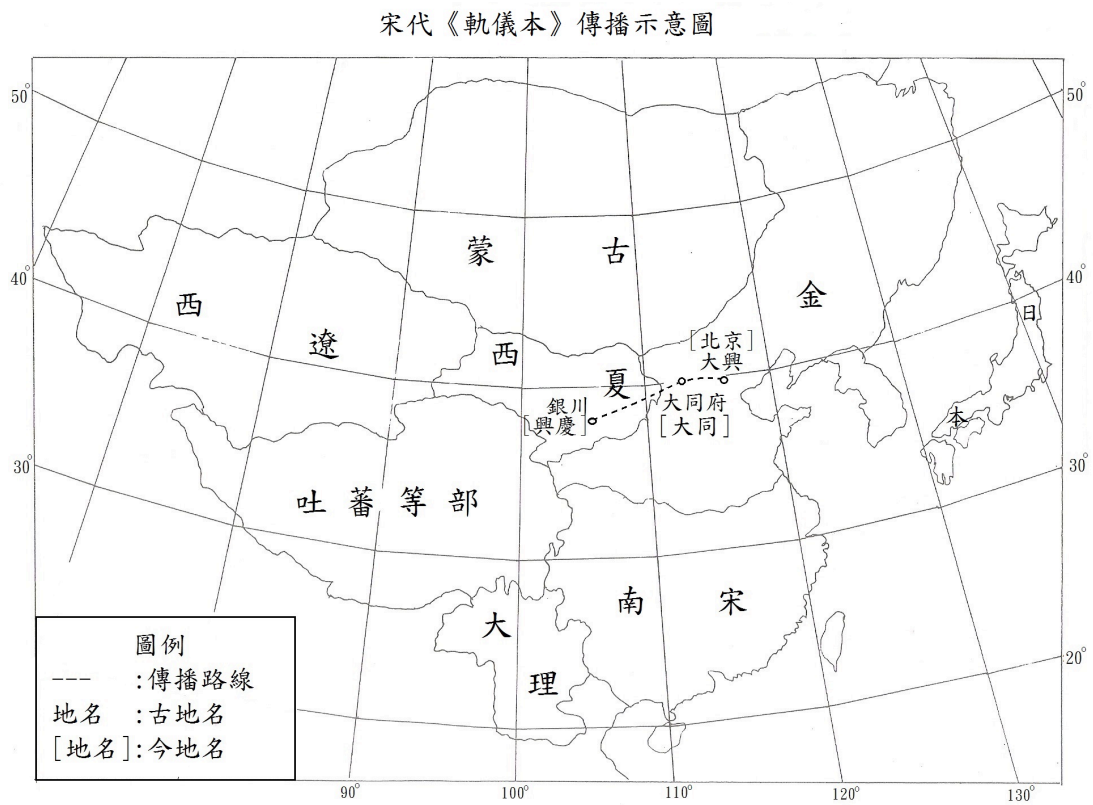 宋代《軌儀本》傳播示意圖
50°
50°
40°
40°
30°
30°
20°
蒙古
西遼
西夏
金
日本
[北京]
大興
大同府
[大同]
銀川
[興慶]
吐蕃等部
南宋
大理
圖例
--- :傳播路線
地名 :古地名
[地名]:今地名
90°
100°
110°
120°
130°